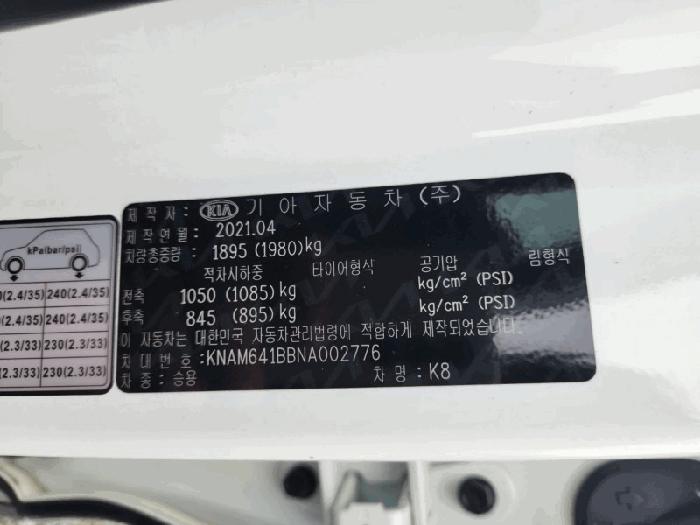 제 작 자 : KIA 기 아 자 동 차 (주)
제 작 연 월 : 2021.04
차량총중량 : 1895 (1980)kg
적차시하중 타이어형식 공기압 림형식
전축 1050 (1085) kg kg/cm² (PSI)
후축 845 (895) kg kg/cm² (PSI)
이 자동차는 대한민국 자동차관리법령에 적합하게 제작되었습니다.
차 대 번 호 :KNAM641BBNA002776
차 종 : 승용 차 명 : K8
kPa(bar/psi)
(2.4/35) 240(2.4/35)
(2.4/35) 240(2.4/35)
(2.3/33) 230(2.3/33)
(2.3/33) 230(2.3/33)